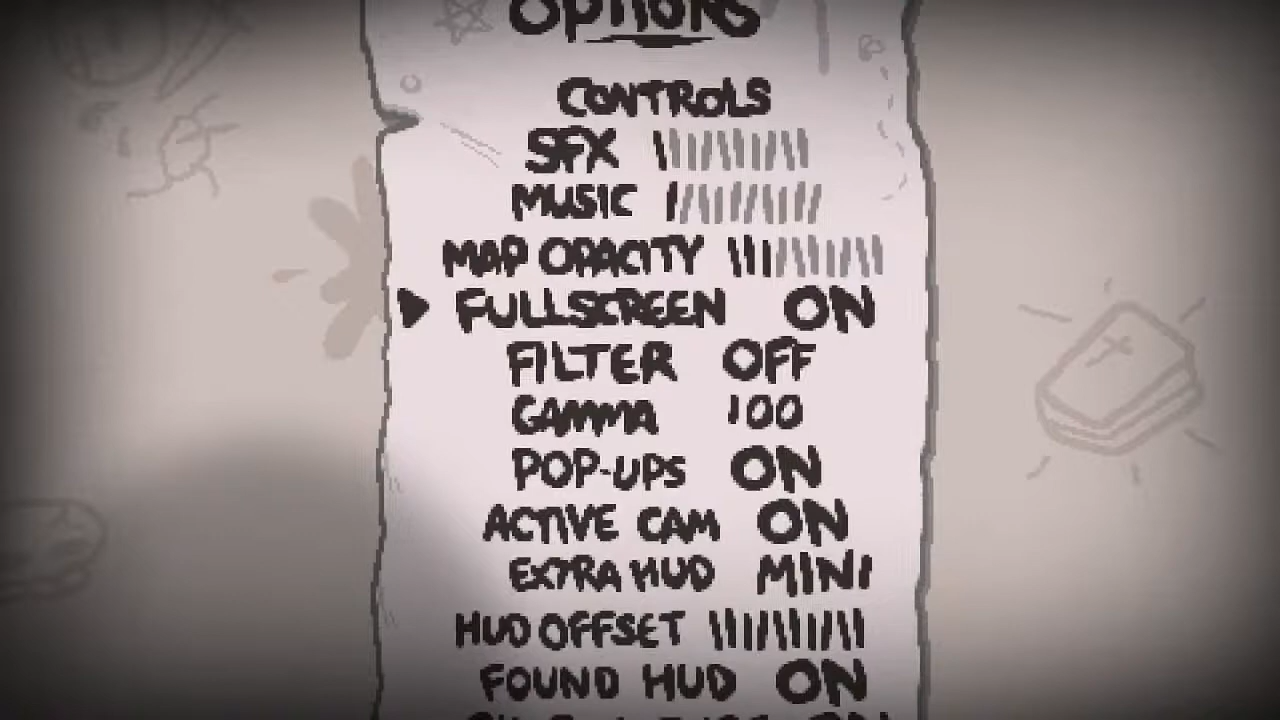 Options
CONTROLS
SFX
MUSIC
MAP OPACITY
FULLSCREEN ON
FILTER OFF
GAMMA 100
POP-UPS ON
ACTIVE CAM ON
EXTRA HUD MINI
HUD OFFSET
FOUND HUD ON